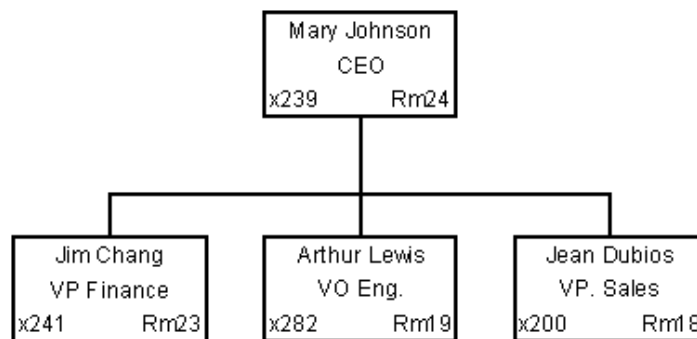 Mary Johnson
CEO
x239 Rm24
Jim Chang
VP Finance
x241 Rm23
Arthur Lewis
VO Eng.
x282 Rm19
Jean Dubios
VP. Sales
x200 Rm18